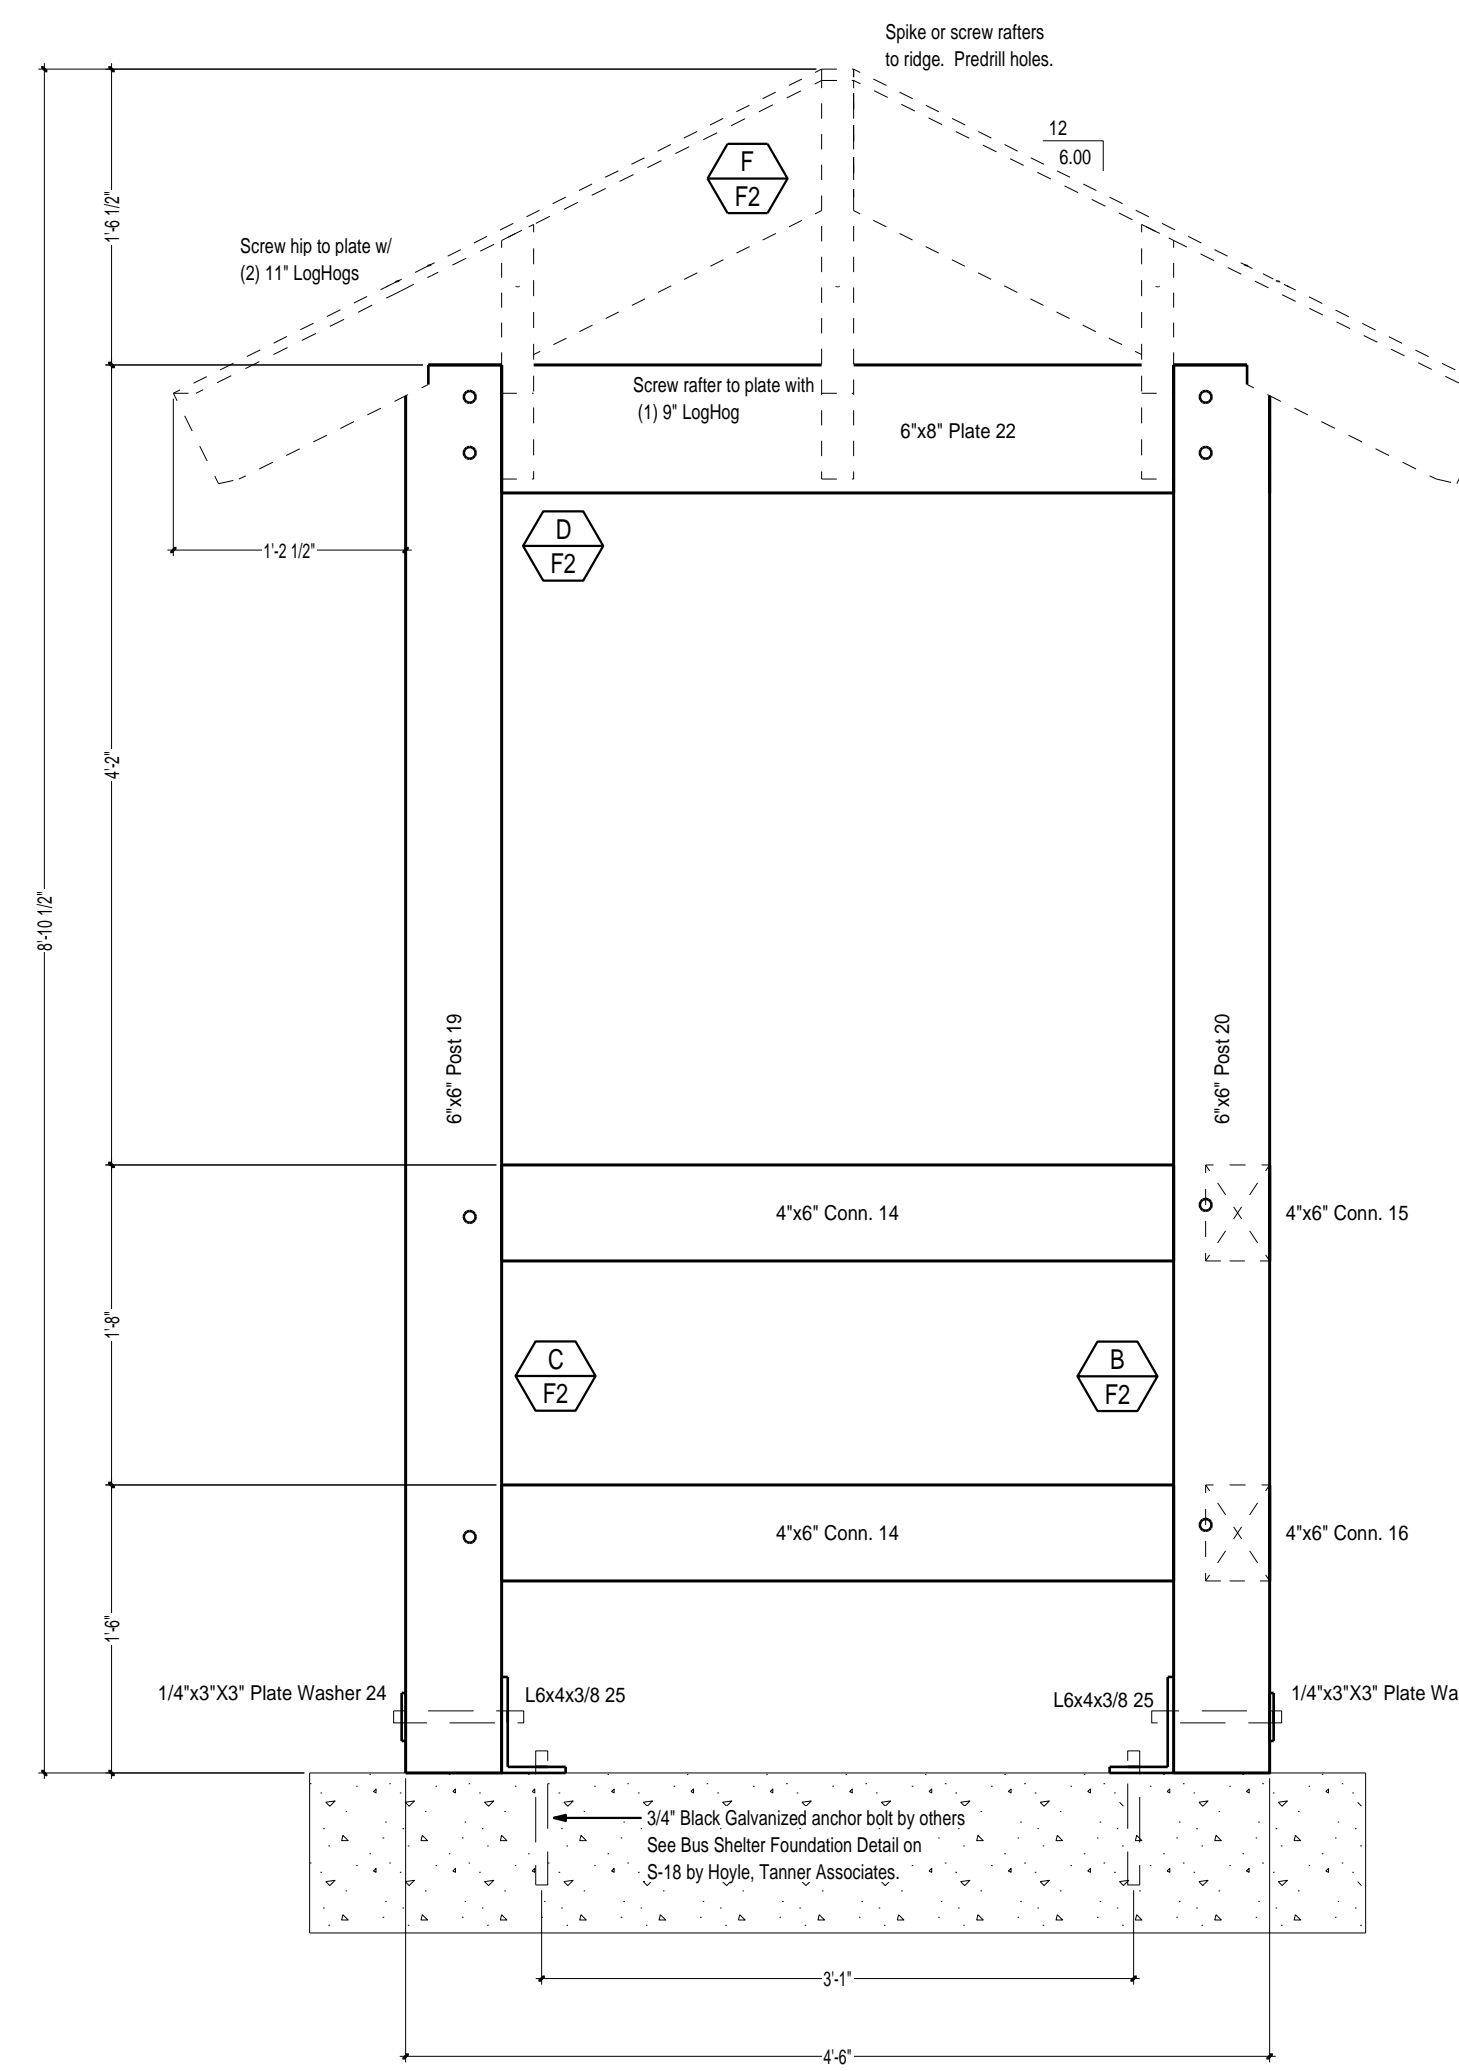 Spike or screw rafters
to ridge.  Predrill holes.
12
6.00
F
F2
1'-6 1/2"
Screw hip to plate w/
(2) 11" LogHogs
Screw rafter to plate with
(1) 9" LogHog
6"x8" Plate 22
D
F2
1'-2 1/2"
4'-2"
8'-10 1/2"
6"x6" Post 19
6"x6" Post 20
4"x6" Conn. 14
4"x6" Conn. 15
1'-8"
C
F2
B
F2
4"x6" Conn. 14
4"x6" Conn. 16
1'-6"
1/4"x3"X3" Plate Washer 24
L6x4x3/8 25
L6x4x3/8 25
1/4"x3"X3" Plate Wa
3/4" Black Galvanized anchor bolt by others
See Bus Shelter Foundation Detail on
S-18 by Hoyle, Tanner Associates.
3'-1"
4'-6"